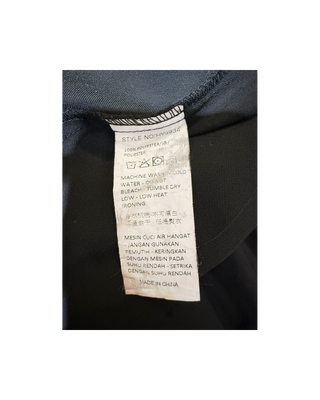 STYLE NO:
POLYESTER
MACHINE WASH COLD
WATER - DO NOT
BLEACH - TUMBLE DRY
LOW - LOW HEAT
IRONING.
MESIN CUCI AIR HANGAT
JANGAN GUNAKAN
PEMUTIH - KERINGKAN
DENGAN MESIN PADA
SUHU RENDAH - SETRIKA
DENGAN SUHU RENDAH
MADE IN CHINA